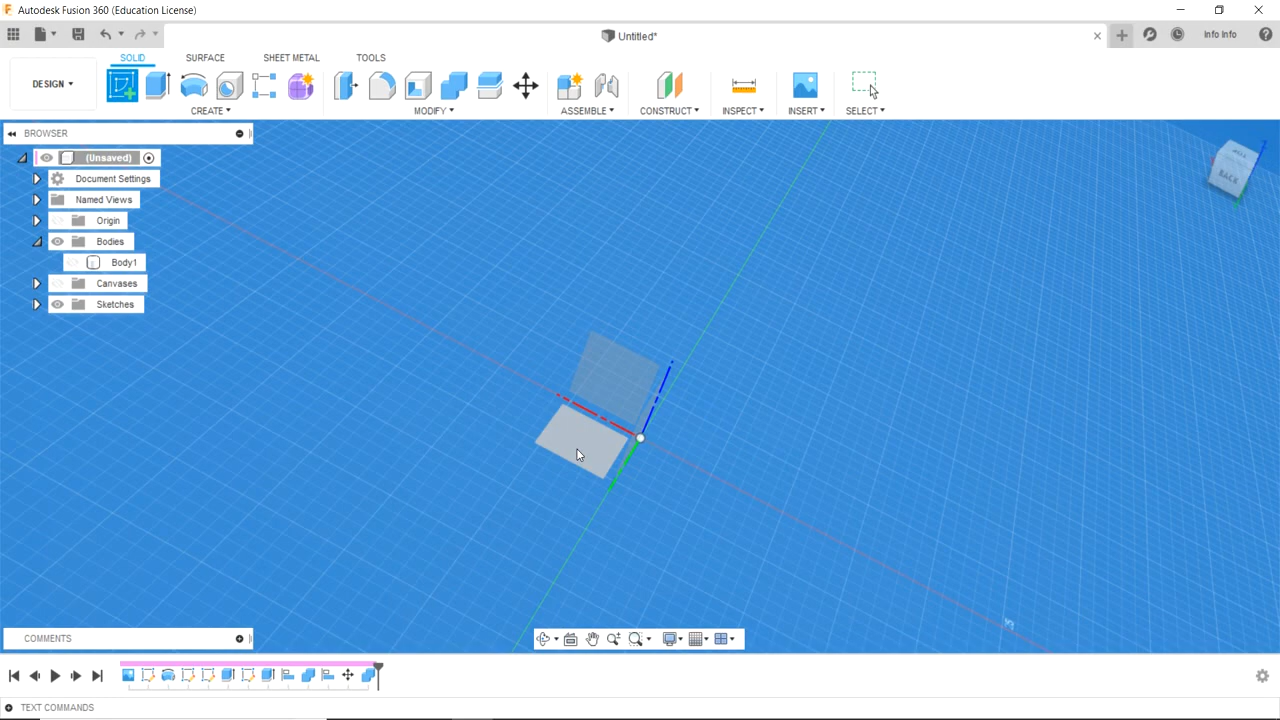 Autodesk Fusion 360 (Education License)
Untitled*
Info Info
SOLID SURFACE SHEET METAL TOOLS
DESIGN
CREATE MODIFY ASSEMBLE CONSTRUCT INSPECT INSERT SELECT
BROWSER
(Unsaved)
Document Settings
Named Views
Origin
Bodies
Body1
Canvases
Sketches
BACK
COMMENTS
TEXT COMMANDS